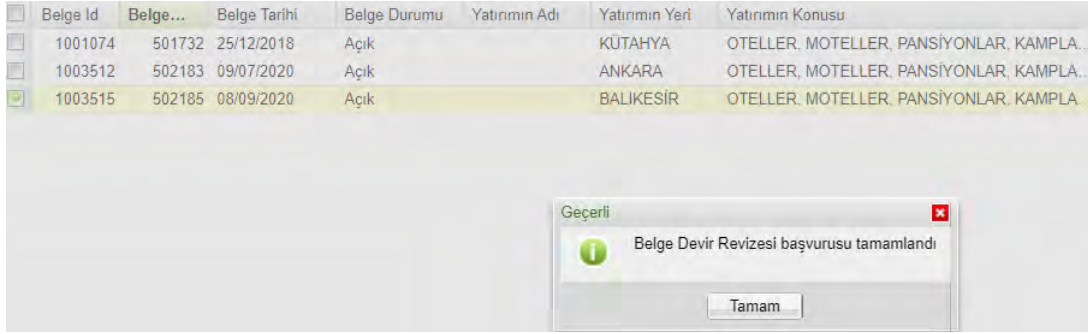 Belge Id Belge... Belge Tarihi Belge Durumu Yatırımın Adı Yatırımın Yeri Yatırımın Konusu
1001074 501732 25/12/2018 Açık KÜTAHYA OTELLER, MOTELLER, PANSİYONLAR, KAMPLA...
1003512 502183 09/07/2020 Açık ANKARA OTELLER, MOTELLER, PANSİYONLAR, KAMPLA...
1003515 502185 08/09/2020 Açık BALIKESİR OTELLER, MOTELLER, PANSİYONLAR, KAMPLA...
Geçerli
Belge Devir Revizesi başvurusu tamamlandı
Tamam